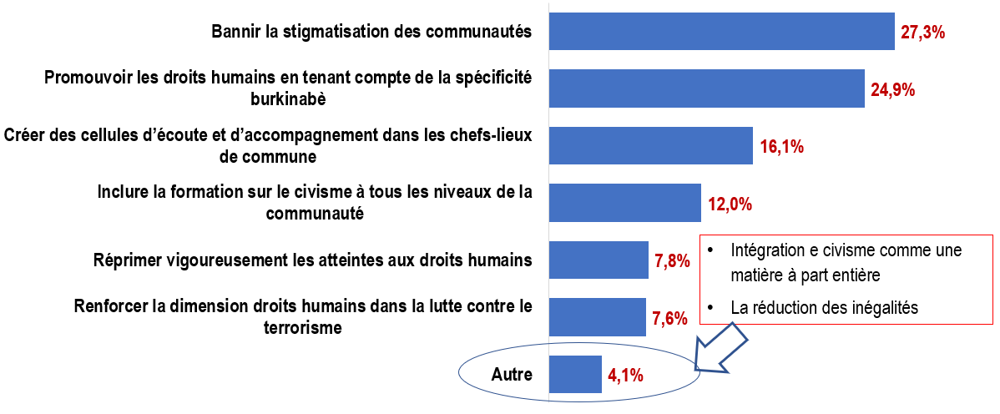 Bannir la stigmatisation des communautés
27,3%
Promouvoir les droits humains en tenant compte de la spécificité
burkinabè
24,9%
Créer des cellules d’écoute et d’accompagnement dans les chefs-lieux
de commune
16,1%
Inclure la formation sur le civisme à tous les niveaux de la
communauté
12,0%
Réprimer vigoureusement les atteintes aux droits humains
7,8%
Renforcer la dimension droits humains dans la lutte contre le
terrorisme
7,6%
Autre
4,1%
• Intégration e civisme comme une
matière à part entière
• La réduction des inégalités